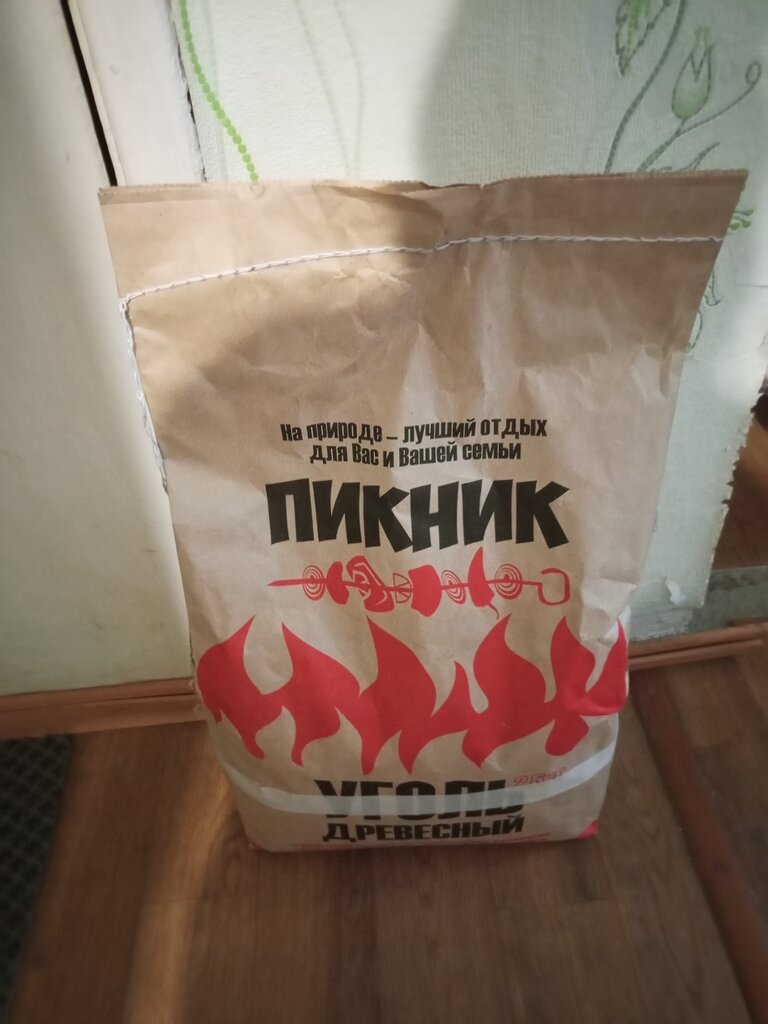 На природе – лучший отдых
для Вас и Вашей семьи
ПИКНИК
УГОЛЬ
ДРЕВЕСНЫЙ